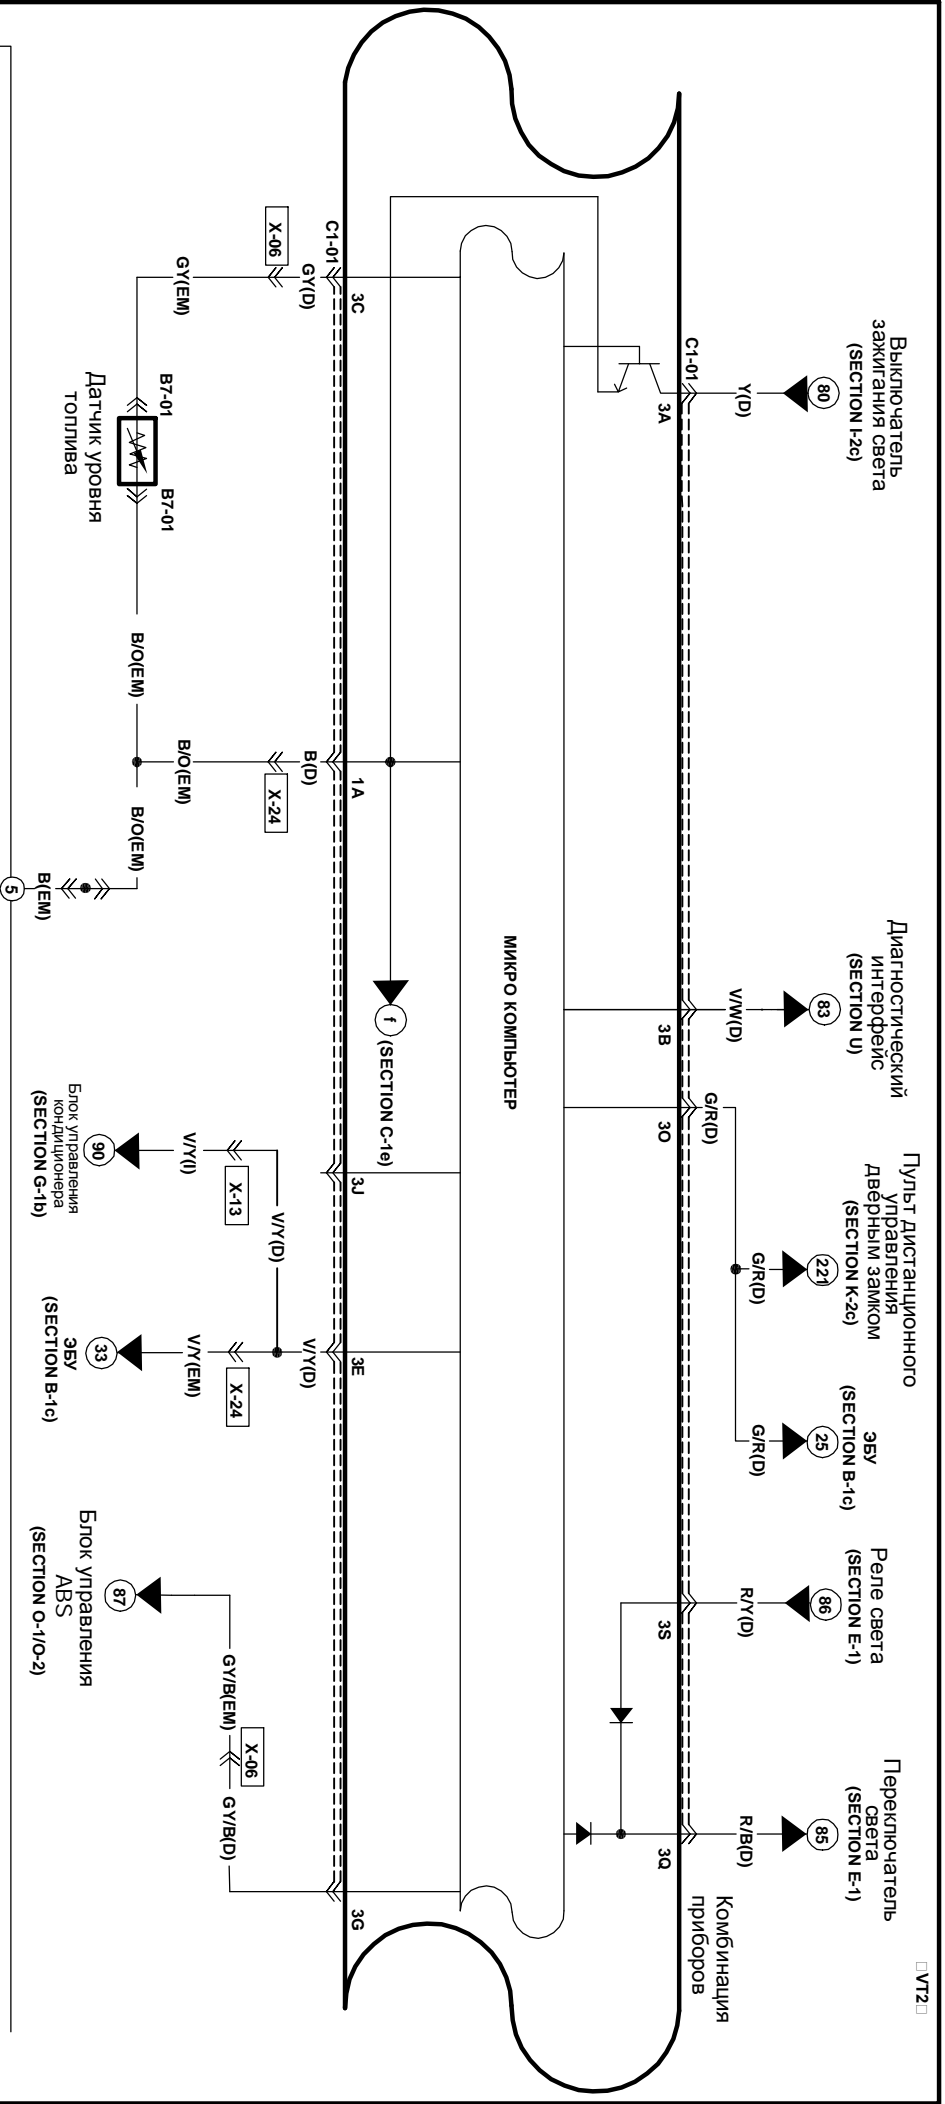 VT2
Выключатель
зажигания света
(SECTION I-2c)
80
Y(D)
C1-01
3A
Диагностический
интерфейс
(SECTION U)
83
V/W(D)
3B
G/R(D)
3O
Пульт дистанционного
управления
дверным замком
(SECTION K-2c)
221
G/R(D)
ЭБУ
(SECTION B-1c)
25
G/R(D)
Реле света
(SECTION E-1)
86
R/Y(D)
3S
Переключатель
света
(SECTION E-1)
85
R/B(D)
3Q
Комбинация
приборов
МИКРО КОМПЬЮТЕР
f
(SECTION C-1e)
C1-01
3C
GY(D)
X-06
GY(EM)
B7-01
B7-01
Датчик уровня
топлива
1A
B(D)
X-24
B/O(EM)
B/O(EM)
B/O(EM)
B(EM)
5
3J
3E
V/Y(D)
V/Y(D)
X-13
V/Y(I)
90
Блок управления
кондиционера
(SECTION G-1b)
X-24
V/Y(EM)
33
ЭБУ
(SECTION B-1c)
3G
GY/B(D)
X-06
GY/B(EM)
87
Блок управления
ABS
(SECTION O-1/O-2)